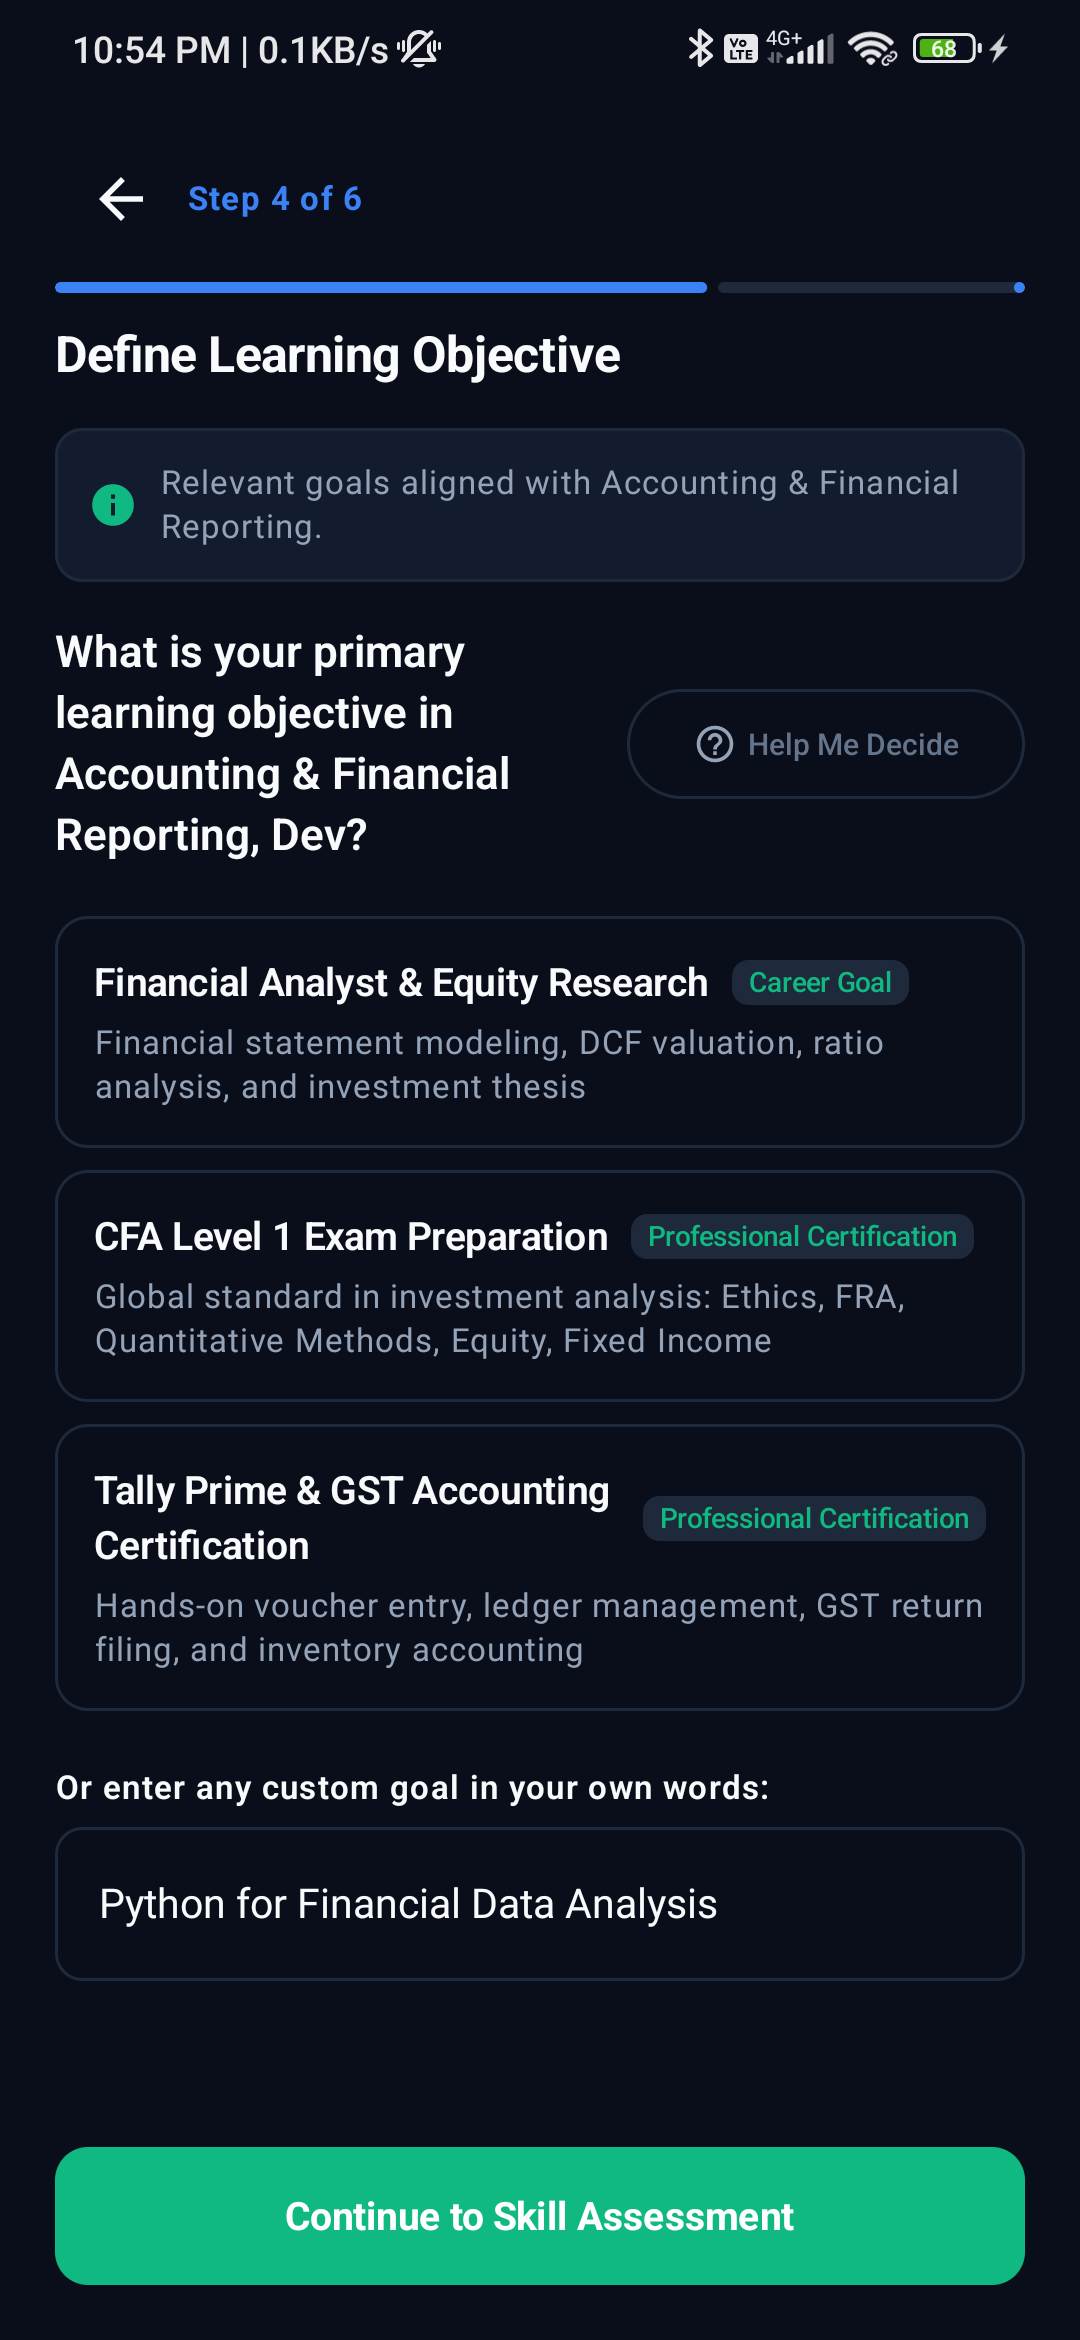 10:54 PM | 0.1KB/s
Vo LTE 4G+ 68
Step 4 of 6
Define Learning Objective
Relevant goals aligned with Accounting & Financial
Reporting.
What is your primary
learning objective in
Accounting & Financial
Reporting, Dev?
Help Me Decide
Financial Analyst & Equity Research Career Goal
Financial statement modeling, DCF valuation, ratio
analysis, and investment thesis
CFA Level 1 Exam Preparation Professional Certification
Global standard in investment analysis: Ethics, FRA,
Quantitative Methods, Equity, Fixed Income
Tally Prime & GST Accounting
Certification
Professional Certification
Hands-on voucher entry, ledger management, GST return
filing, and inventory accounting
Or enter any custom goal in your own words:
Python for Financial Data Analysis
Continue to Skill Assessment